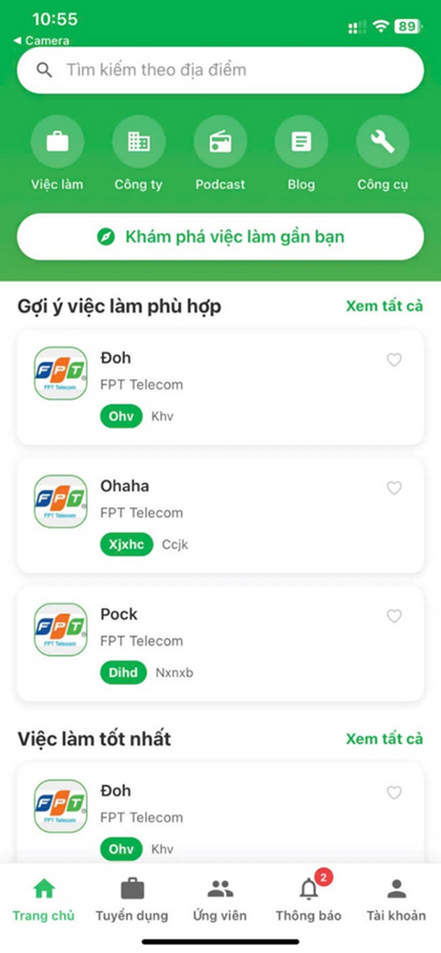 10:55
89
◀ Camera
Tìm kiếm theo địa điểm
Việc làm
Công ty
Podcast
Blog
Công cụ
Khám phá việc làm gần bạn
Gợi ý việc làm phù hợp
Xem tất cả
FPT
FPT Telecom
Đoh
FPT Telecom
Ohv
Khv
FPT
FPT Telecom
Ohaha
FPT Telecom
Xjxhc
Ccjk
FPT
FPT Telecom
Pock
FPT Telecom
Dihd
Nxnxb
Việc làm tốt nhất
Xem tất cả
FPT
FPT Telecom
Đoh
FPT Telecom
Ohv
Khv
2
Trang chủ
Tuyển dụng
Ứng viên
Thông báo
Tài khoản